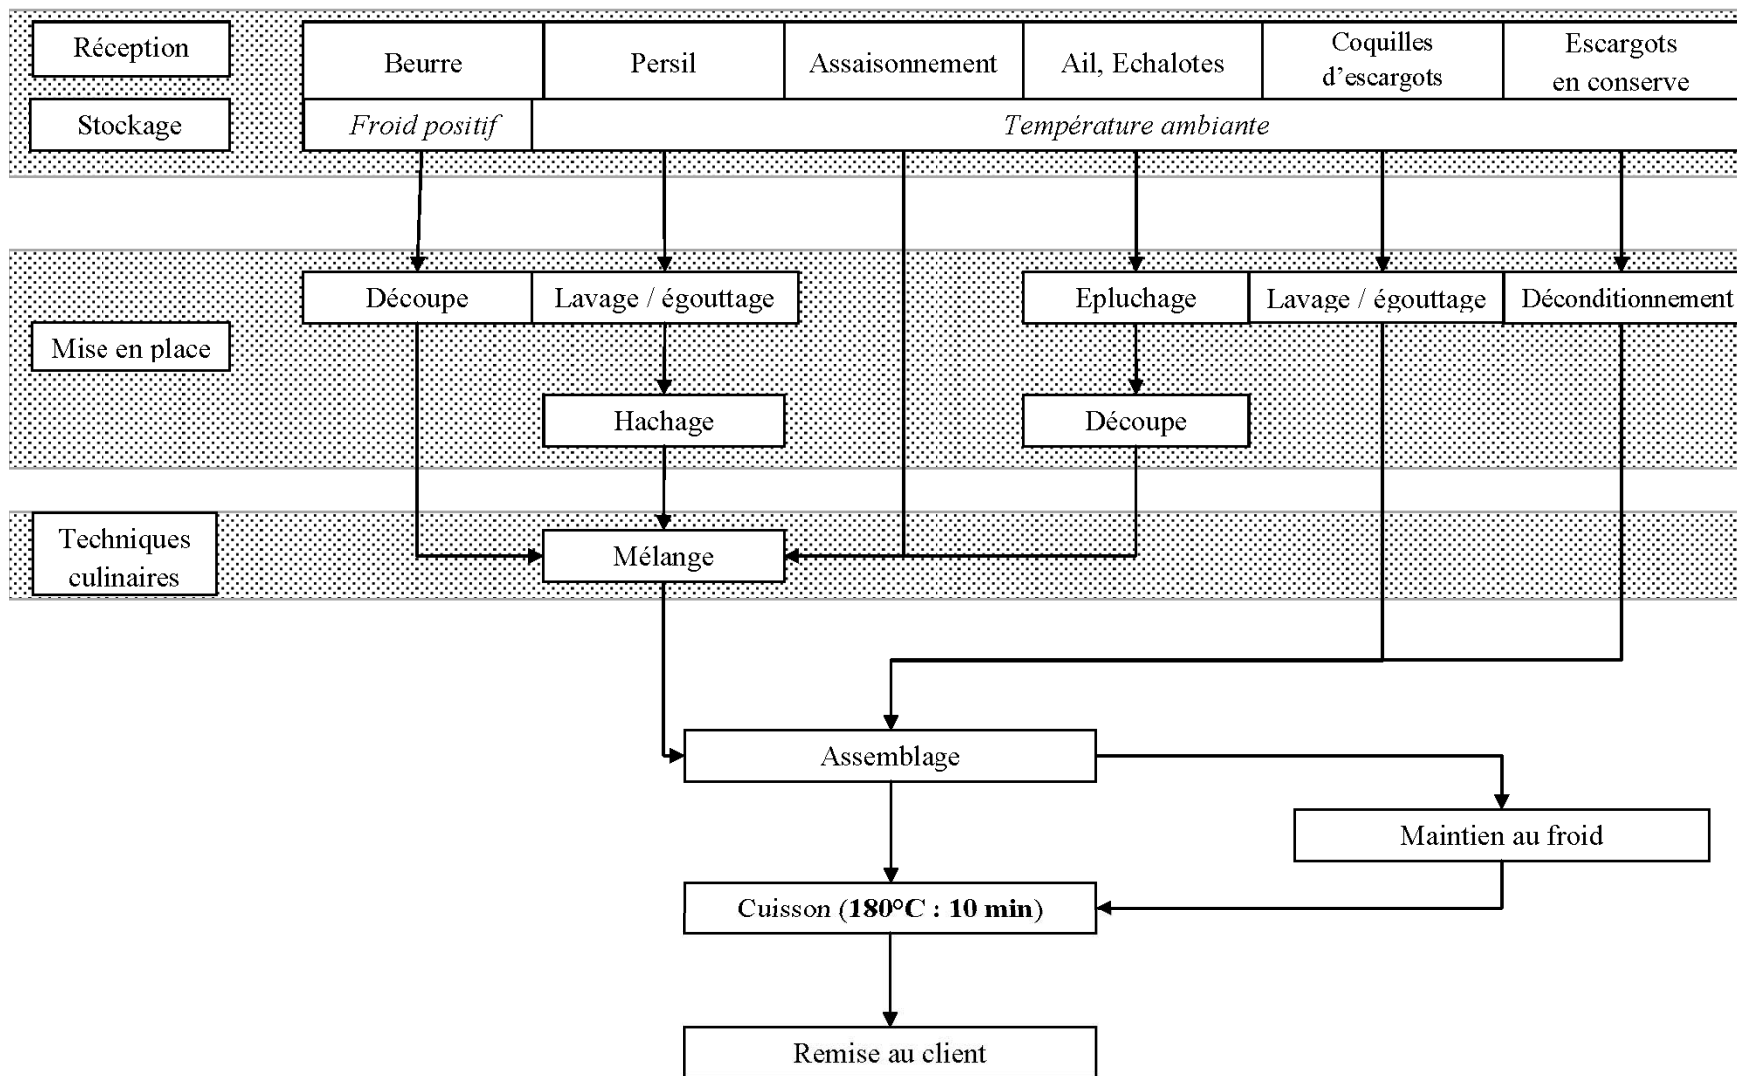 Réception
Beurre
Persil
Assaisonnement
Ail, Echalotes
Coquilles
d’escargots
Escargots
en conserve
Stockage
Froid positif
Température ambiante
Découpe
Lavage / égouttage
Epluchage
Lavage / égouttage
Déconditionnement
Mise en place
Hachage
Découpe
Techniques
culinaires
Mélange
Assemblage
Maintien au froid
Cuisson (180°C : 10 min)
Remise au client